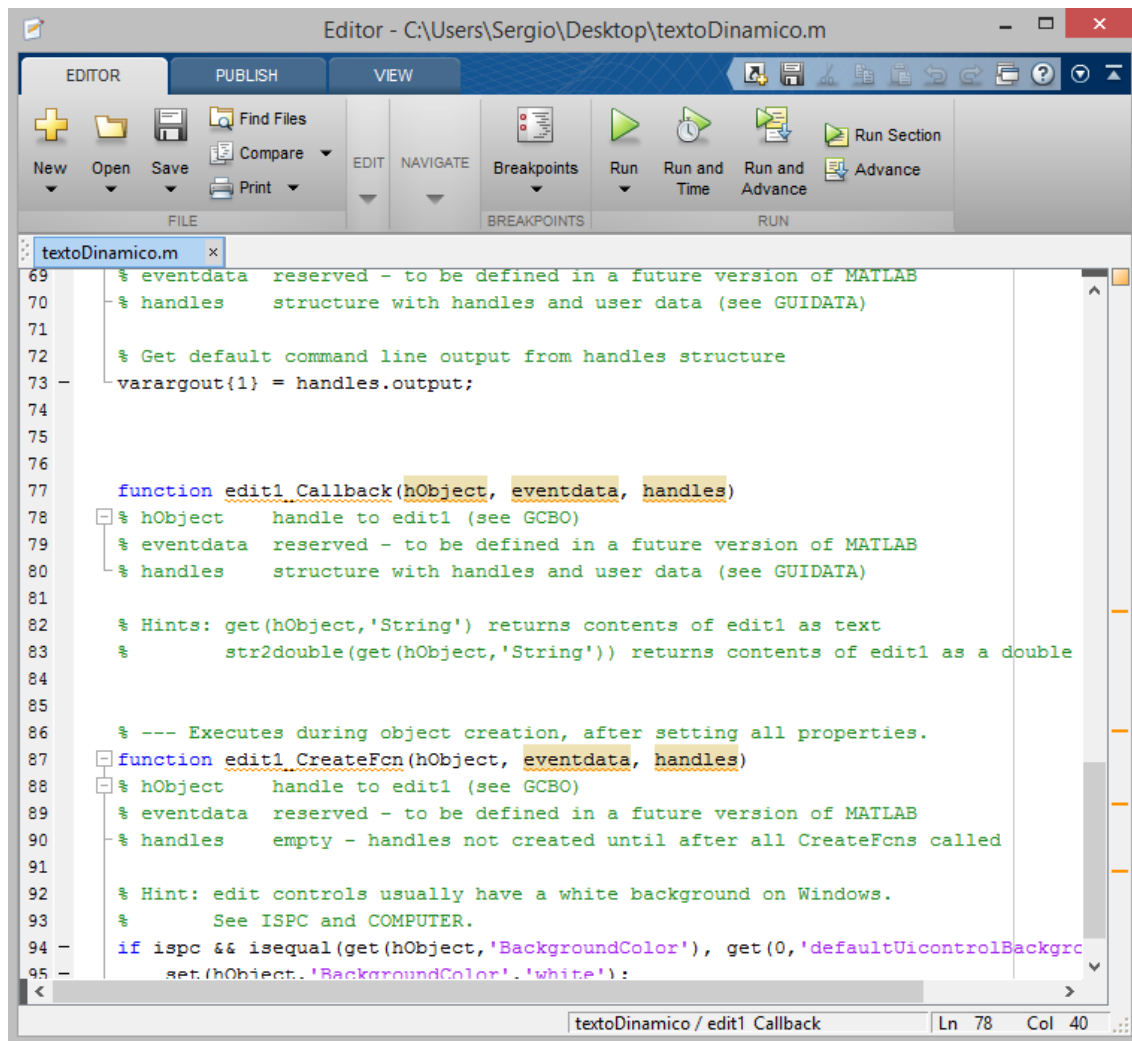 Editor - C:\Users\Sergio\Desktop\textoDinamico.m
EDITOR PUBLISH VIEW
New Open Save Find Files Compare Print EDIT NAVIGATE Breakpoints Run Run and Time Run and Advance Run Section Advance
FILE BREAKPOINTS RUN
textoDinamico.m
69 % eventdata  reserved - to be defined in a future version of MATLAB
70 % handles    structure with handles and user data (see GUIDATA)
71
72 % Get default command line output from handles structure
73 varargout{1} = handles.output;
74
75
76
77 function edit1_Callback(hObject, eventdata, handles)
78 % hObject    handle to edit1 (see GCBO)
79 % eventdata  reserved - to be defined in a future version of MATLAB
80 % handles    structure with handles and user data (see GUIDATA)
81
82 % Hints: get(hObject,'String') returns contents of edit1 as text
83 %        str2double(get(hObject,'String')) returns contents of edit1 as a double
84
85
86 % --- Executes during object creation, after setting all properties.
87 function edit1_CreateFcn(hObject, eventdata, handles)
88 % hObject    handle to edit1 (see GCBO)
89 % eventdata  reserved - to be defined in a future version of MATLAB
90 % handles    empty - handles not created until after all CreateFcns called
91
92 % Hint: edit controls usually have a white background on Windows.
93 %       See ISPC and COMPUTER.
94 if ispc && isequal(get(hObject,'BackgroundColor'), get(0,'defaultUicontrolBackgrc
95 set(hObject,'BackgroundColor','white');
textoDinamico / edit1_Callback Ln 78 Col 40